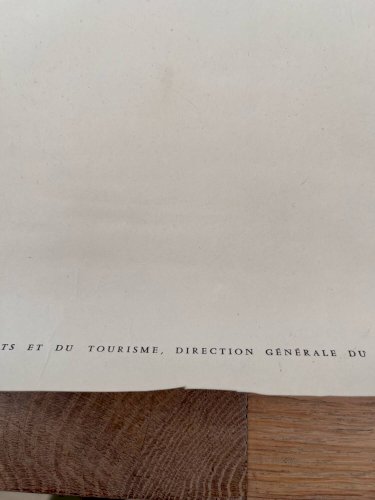 TS ET DU TOURISME, DIRECTION GÉNÉRALE DU